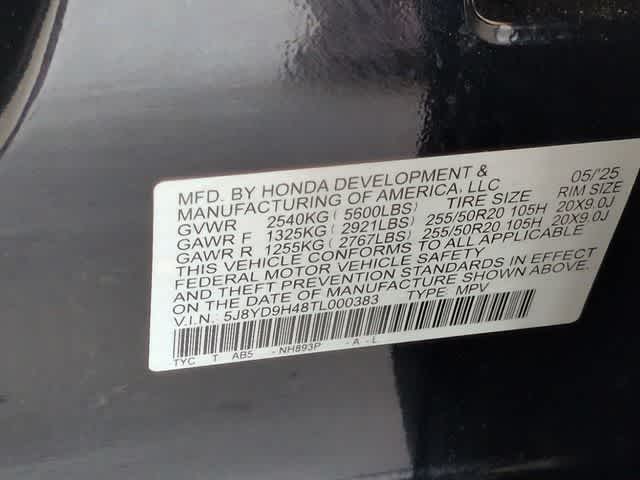 MFD. BY HONDA DEVELOPMENT & 05/'25
MANUFACTURING OF AMERICA, LLC
GVWR 2540KG ( 5600LBS) TIRE SIZE RIM SIZE
GAWR F 1325KG ( 2921LBS) 255/50R20 105H 20X9.0J
GAWR R 1255KG ( 2767LBS) 255/50R20 105H 20X9.0J
THIS VEHICLE CONFORMS TO ALL APPLICABLE
FEDERAL MOTOR VEHICLE SAFETY
AND THEFT PREVENTION STANDARDS IN EFFECT
ON THE DATE OF MANUFACTURE SHOWN ABOVE.
V.I.N.: 5J8YD9H48TL000383 TYPE: MPV
TYC T AB5 - NH893P - A - L